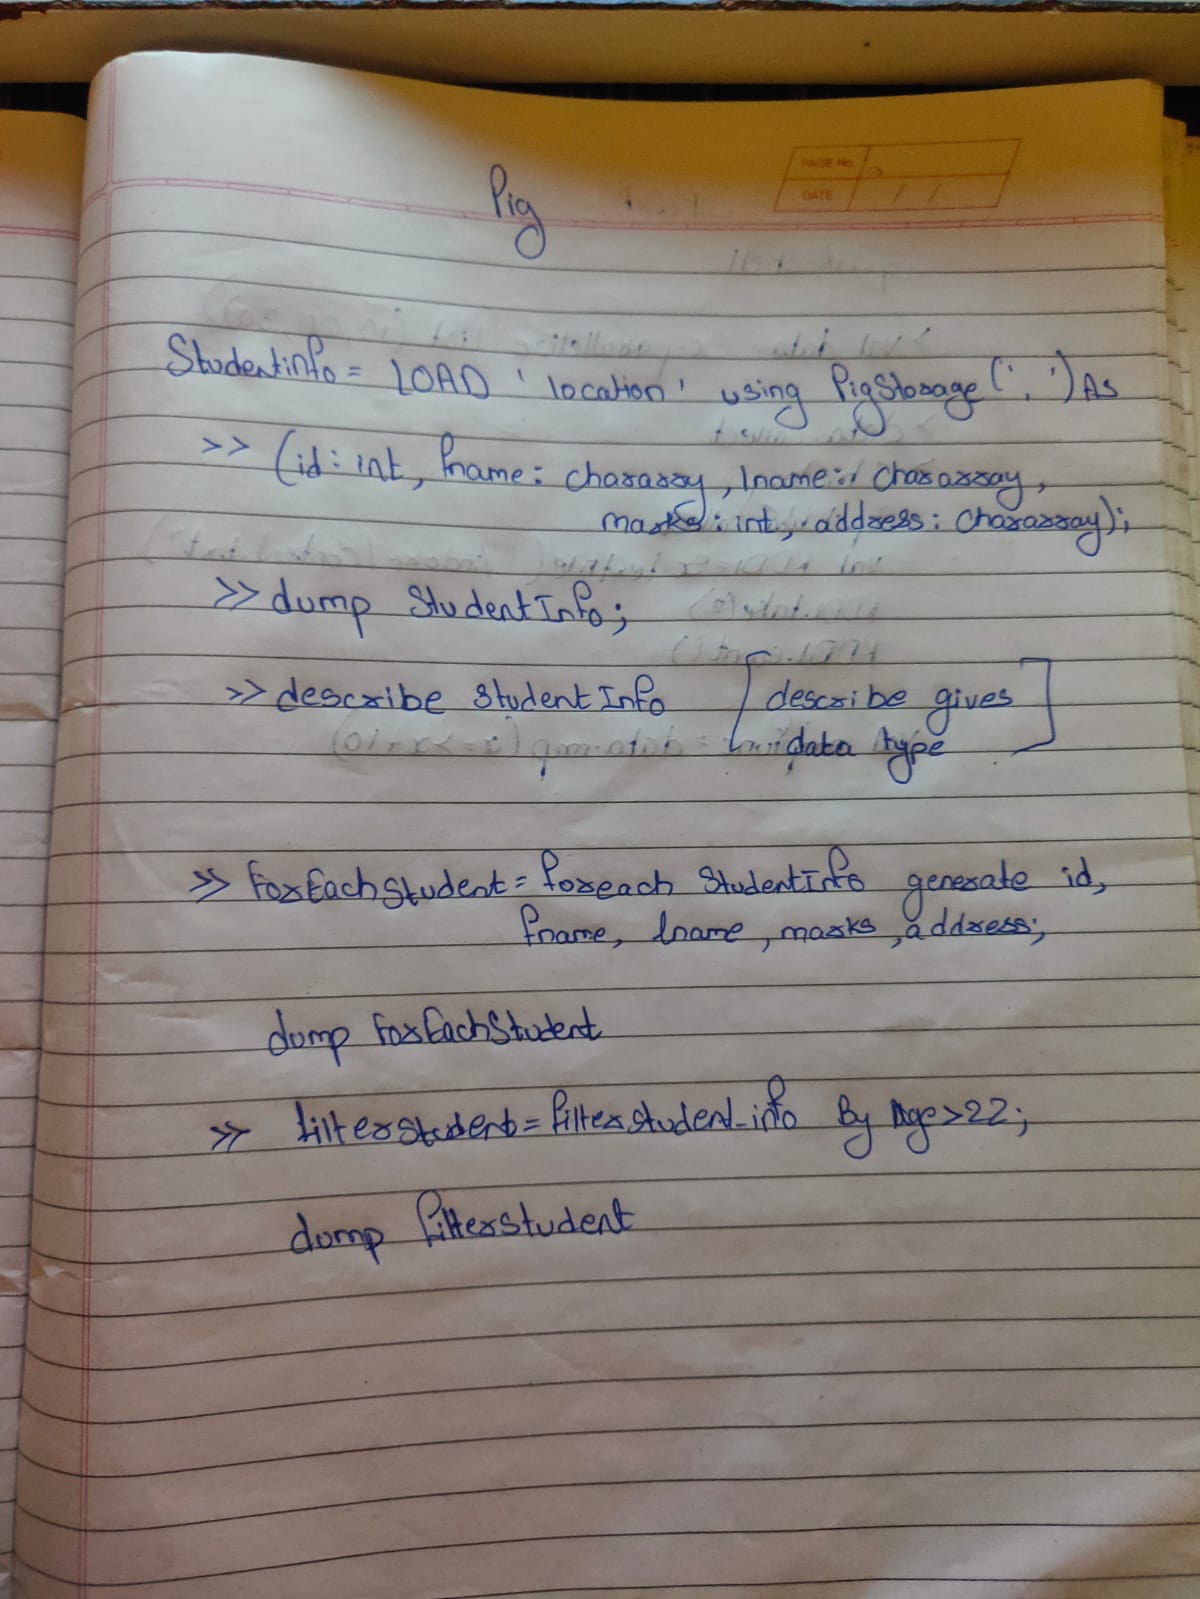 PAGE No.
DATE
Pig
Studentinfo = LOAD 'location' using PigStorage(',') As
>> (id: int, fname: chararry, lname: chararray,
marks: int, address: chararray);
>> dump StudentInfo;
>> describe StudentInfo [describe gives
data type]
>> ForEachStudent = foreach StudentInfo generate id,
fname, lname, marks, address;
dump ForEachStudent
>> filterstudent = filter student_info By Age>22;
dump filterstudent